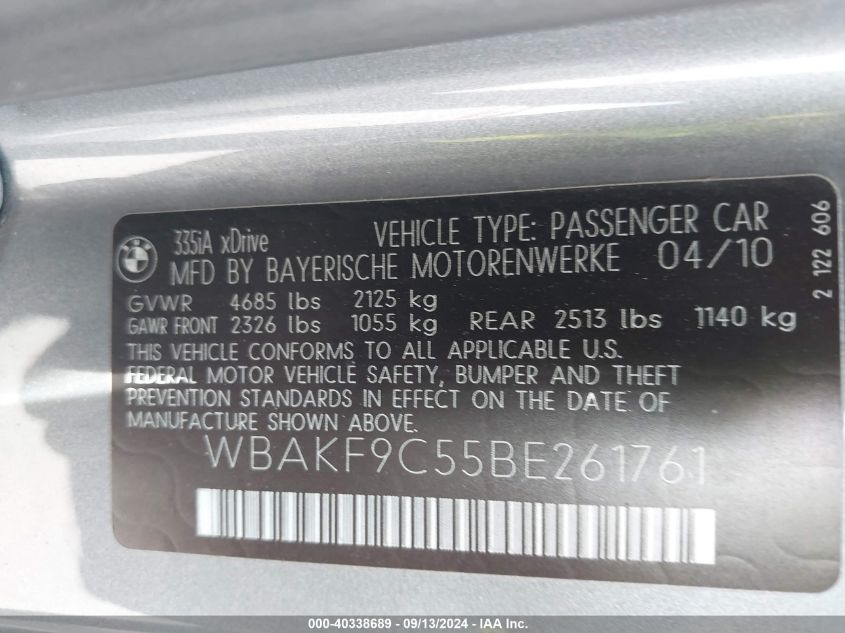 335iA xDrive VEHICLE TYPE: PASSENGER CAR
MFD BY BAYERISCHE MOTORENWERKE 04/10
GVWR 4685 lbs 2125 kg
GAWR FRONT 2326 lbs 1055 kg REAR 2513 lbs 1140 kg
THIS VEHICLE CONFORMS TO ALL APPLICABLE U.S.
FEDERAL MOTOR VEHICLE SAFETY, BUMPER AND THEFT
PREVENTION STANDARDS IN EFFECT ON THE DATE OF
MANUFACTURE SHOWN ABOVE.
WBAKF9C55BE261761
2 122 606
000-40338689 - 09/13/2024 - IAA Inc.